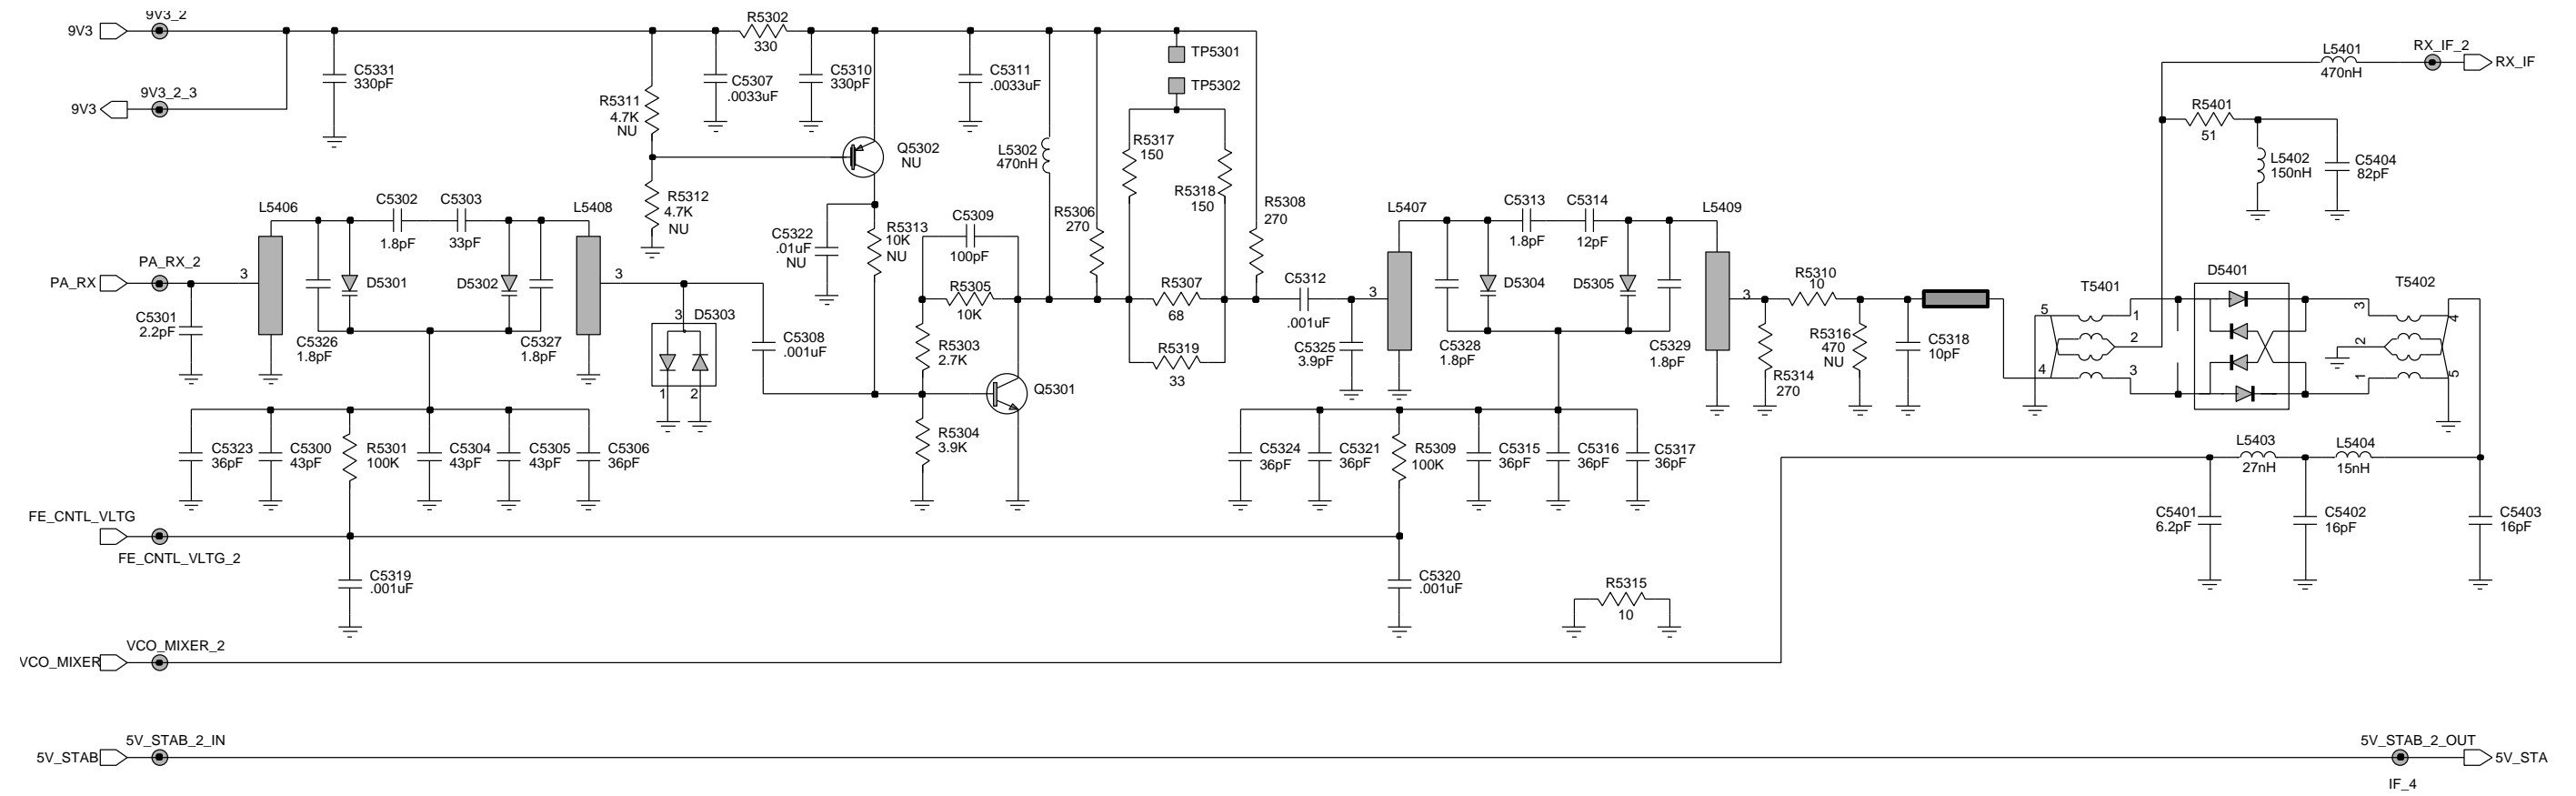 9V3_2
9V3
9V3_2_3
9V3
C5331
330pF
R5302
330
C5307
.0033uF
C5310
330pF
C5311
.0033uF
R5311
4.7K
NU
Q5302
NU
R5312
4.7K
NU
C5322
.01uF
NU
R5313
10K
NU
L5302
470nH
TP5301
TP5302
R5317
150
R5318
150
R5306
270
R5308
270
C5309
100pF
R5305
10K
R5303
2.7K
R5304
3.9K
Q5301
R5307
68
R5319
33
C5312
.001uF
C5325
3.9pF
L5406
C5302
1.8pF
C5303
33pF
L5408
PA_RX
PA_RX_2
3
C5301
2.2pF
C5326
1.8pF
D5301
D5302
C5327
1.8pF
3
3
D5303
1
2
C5308
.001uF
C5323
36pF
C5300
43pF
R5301
100K
C5304
43pF
C5305
43pF
C5306
36pF
L5407
C5313
1.8pF
C5314
12pF
L5409
3
C5328
1.8pF
D5304
D5305
C5329
1.8pF
3
R5310
10
R5314
270
R5316
470
NU
C5318
10pF
C5324
36pF
C5321
36pF
R5309
100K
C5315
36pF
C5316
36pF
C5317
36pF
L5401
470nH
RX_IF_2
RX_IF
R5401
51
L5402
150nH
C5404
82pF
T5401
5
4
1
2
3
D5401
T5402
3
2
1
4
5
L5403
27nH
L5404
15nH
C5401
6.2pF
C5402
16pF
C5403
16pF
FE_CNTL_VLTG
FE_CNTL_VLTG_2
C5319
.001uF
C5320
.001uF
R5315
10
VCO_MIXER
VCO_MIXER_2
5V_STAB
5V_STAB_2_IN
5V_STAB_2_OUT
5V_STA
IF_4